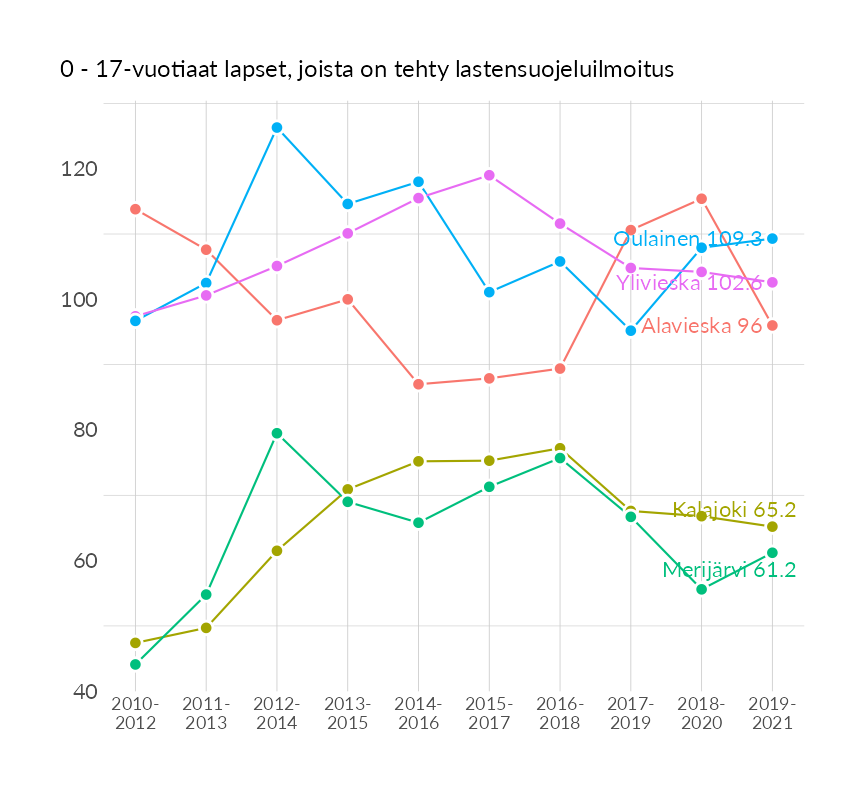 0 - 17-vuotiaat lapset, joista on tehty lastensuojeluilmoitus
120
100
80
60
40
Oulainen 109.3
Ylivieska 102.6
Alavieska 96
Kalajoki 65.2
Merijärvi 61.2
2010- 2011- 2012- 2013- 2014- 2015- 2016- 2017- 2018- 2019-
2012 2013 2014 2015 2016 2017 2018 2019 2020 2021